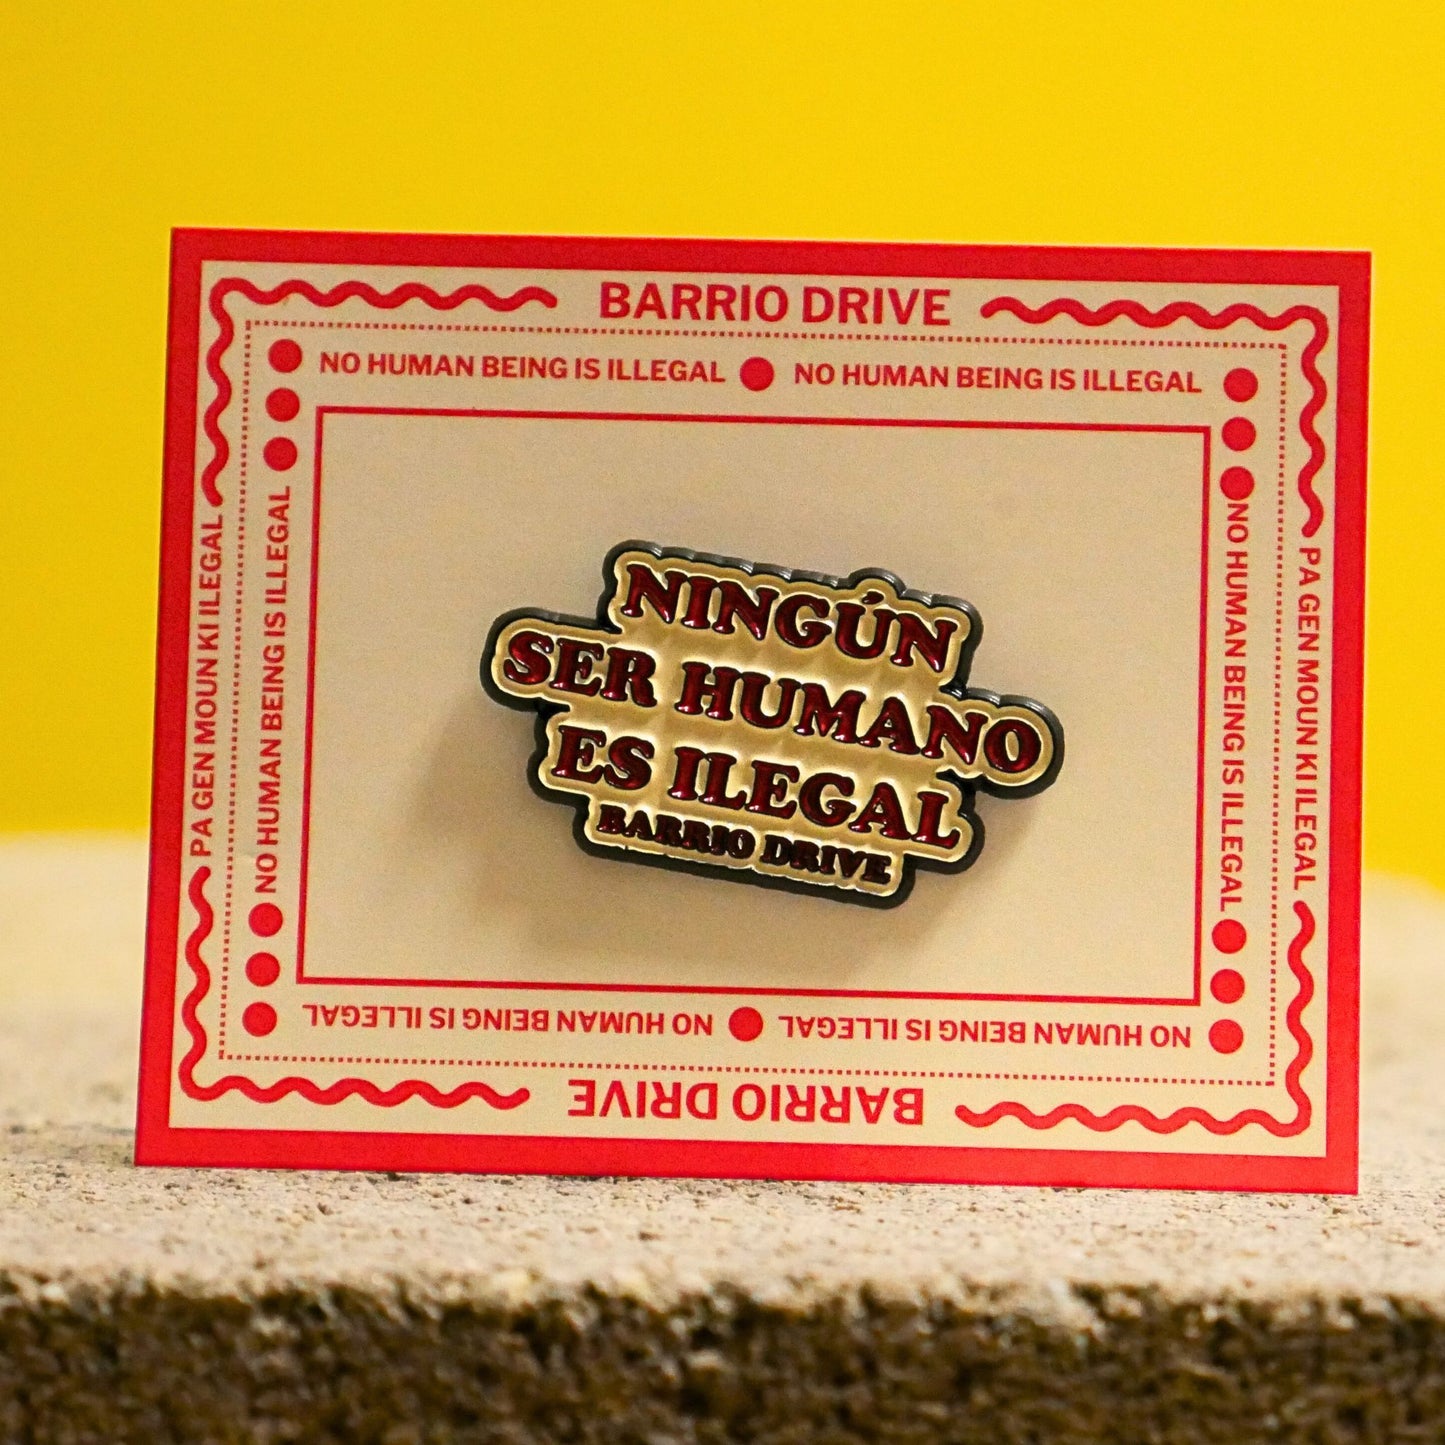 BARRIO DRIVE
NO HUMAN BEING IS ILLEGAL NO HUMAN BEING IS ILLEGAL
PA GEN MOUN KI ILEGAL
NO HUMAN BEING IS ILLEGAL
NINGÚN
SER HUMANO
ES ILEGAL
BARRIO DRIVE
NO HUMAN BEING IS ILLEGAL
PA GEN MOUN KI ILEGAL
NO HUMAN BEING IS ILLEGAL NO HUMAN BEING IS ILLEGAL
BARRIO DRIVE